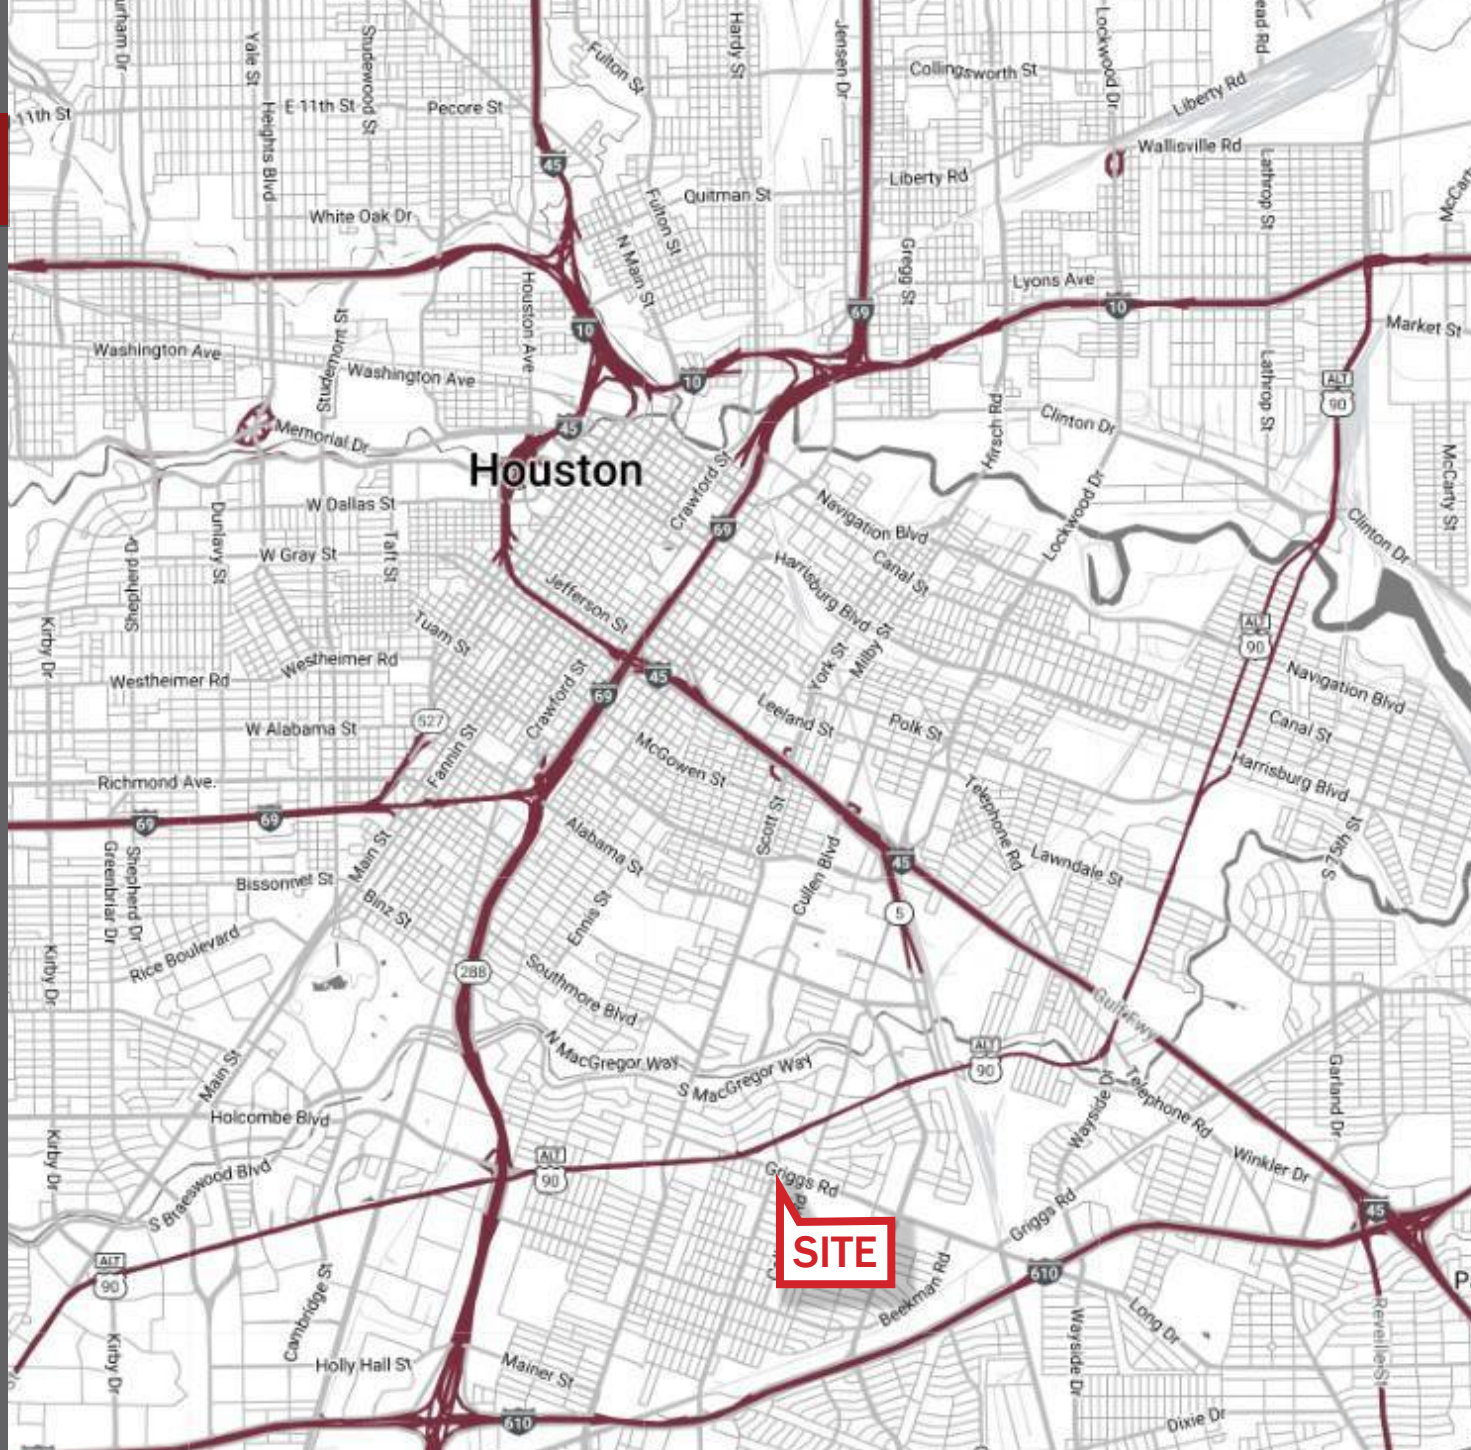 Yale St
Studewood St
Hardy St
Jensen Dr
Lockwood Dr
Fulton St
Collingsworth St
Liberty Rd
11th St
E 11th St
Pecore St
Heights Blvd
45
Wallisville Rd
Lathrop St
Liberty Rd
Quitman St
White Oak Dr
Fulton St
N Main St
Gregg St
Houston Ave
Lyons Ave
10
69
10
Market St
Washington Ave
Studemont St
Washington Ave
10
Lathrop St
ALT
90
Hirsch Rd
Clinton Dr
Memorial Dr
45
Houston
Crawford St
McCarty St
W Dallas St
Dunlavy St
Taft St
W Gray St
69
Navigation Blvd
Canal St
Lockwood Dr
Clinton Dr
Shepherd D
Harrisburg Blvd
Jefferson St
Kirby Dr
Tuam St
York St
Milby St
ALT
90
Westheimer Rd
Westheimer Rd
45
69
Crawford St
Navigation Blvd
Leeland St
Polk St
Canal St
W Alabama St
527
Fannin St
McGowen St
Harrisburg Blvd
Richmond Ave.
69
69
Telephone Rd
Scott St
Main St
Alabama St
Cullen Blvd
45
Lawndale St
S 75th St
Shepherd Dr
Greenbriar Dr
Bissonnet St
Binz St
Ennis St
5
Rice Boulevard
Kirby Dr
288
Southmore Blvd
Gulf Fwy
N MacGregor Way
S MacGregor Way
ALT
90
Main St
Garland Dr
Telephone Rd
Wayside D
Holcombe Blvd
Kirby Dr
S Braeswood Blvd
ALT
90
Griggs Rd
Winkler Dr
SITE
Griggs Rd
45
ALT
90
610
Beekman Rd
P
Cambridge St
Kirby Dr
Holly Hall St
Mainer St
Wayside Dr
Long Dr
Reveille St
610
Dixie Dr